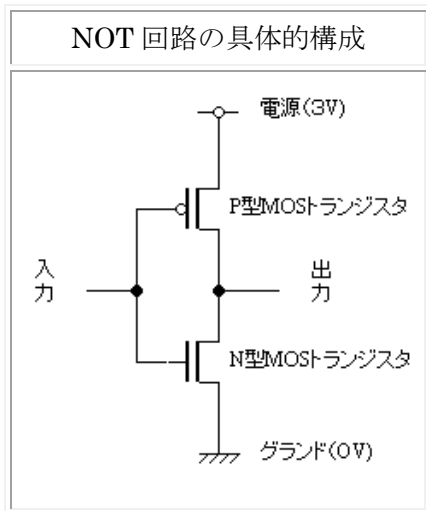 NOT 回路の具体的構成
電源(3V)
P型MOSトランジスタ
入力
出力
N型MOSトランジスタ
グランド(0V)